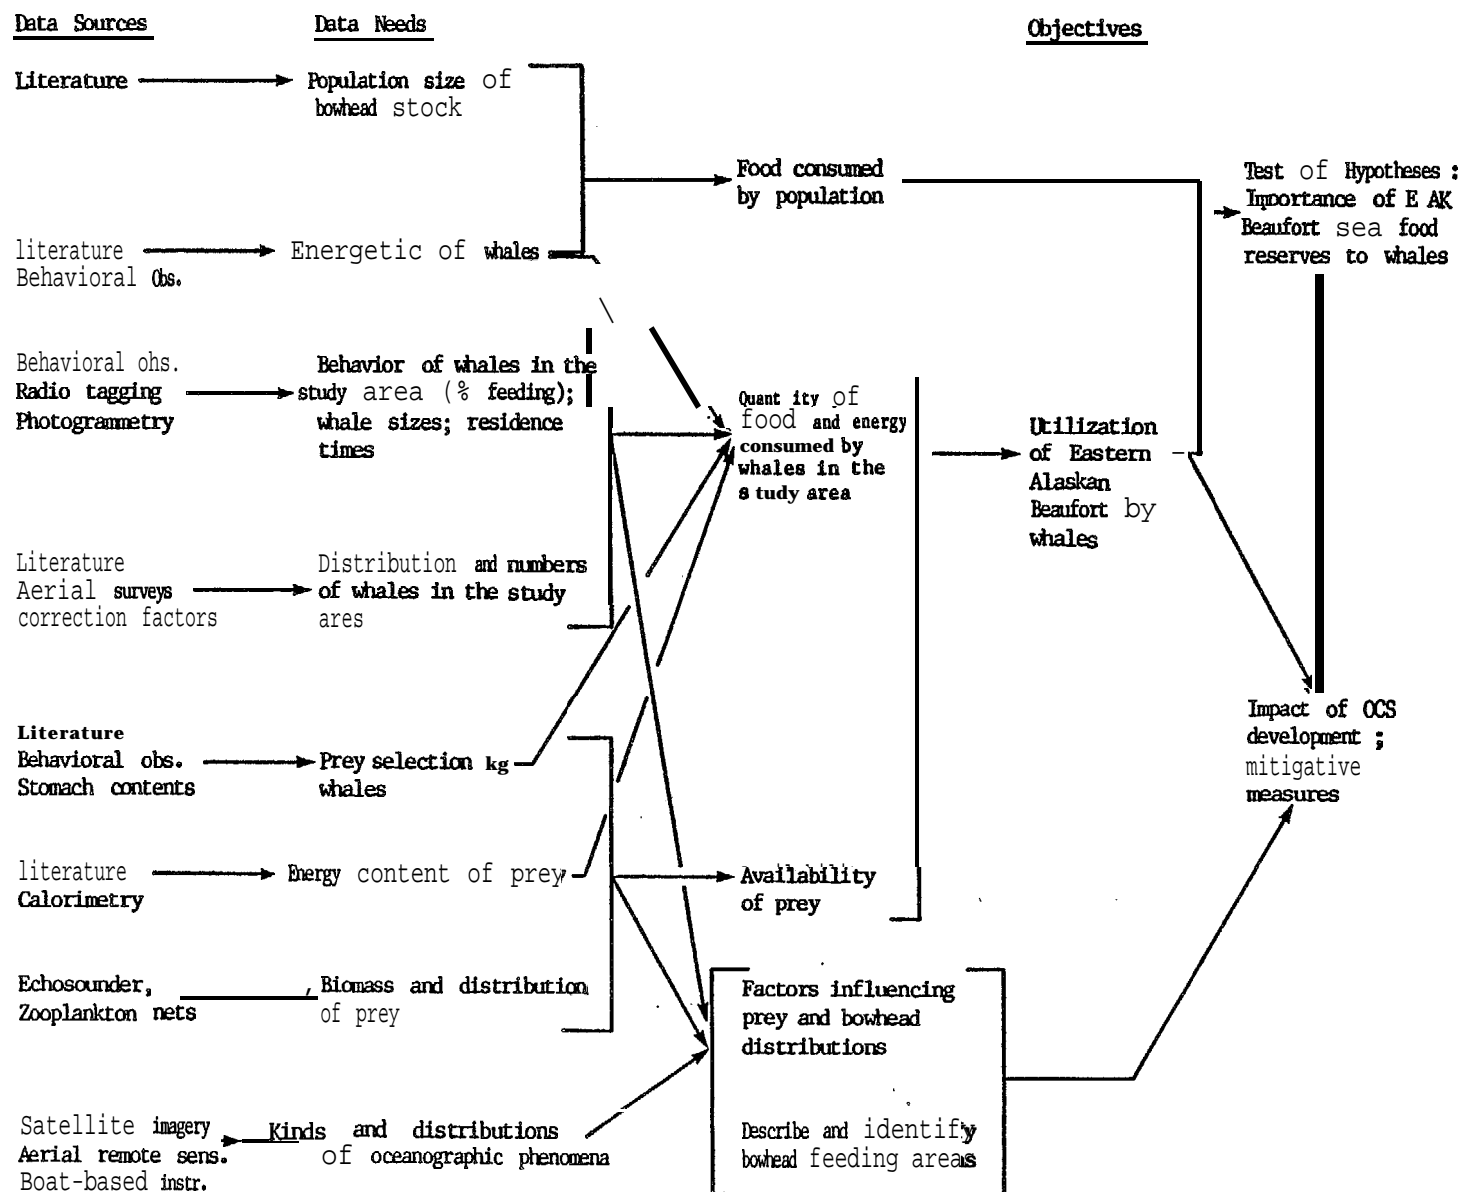 Data Sources
Data Needs
Objectives
Literature
Population size of
bowhead stock
Food consumed
by population
Test of Hypotheses :
Importance of E AK
Beaufort sea food
reserves to whales
literature
Behavioral Obs.
Energetic of whales
Behavioral ohs.
Radio tagging
Photogrammetry
Behavior of whales in the
study area (% feeding);
whale sizes; residence
times
Quant ity of
food and energy
consumed by
whales in the
s tudy area
Utilization
of Eastern
Alaskan
Beaufort by
whales
Literature
Aerial surveys
correction factors
Distribution and numbers
of whales in the study
ares
Literature
Behavioral obs.
Stomach contents
Prey selection kg
whales
Impact of OCS
development ;
mitigative
measures
literature
Calorimetry
Energy content of prey
Availability
of prey
Echosounder,
Zooplankton nets
Biomass and distribution
of prey
Factors influencing
prey and bowhead
distributions
Satellite imagery
Aerial remote sens.
Boat-based instr.
Kinds and distributions
of oceanographic phenomena
Describe and identify
bowhead feeding areas